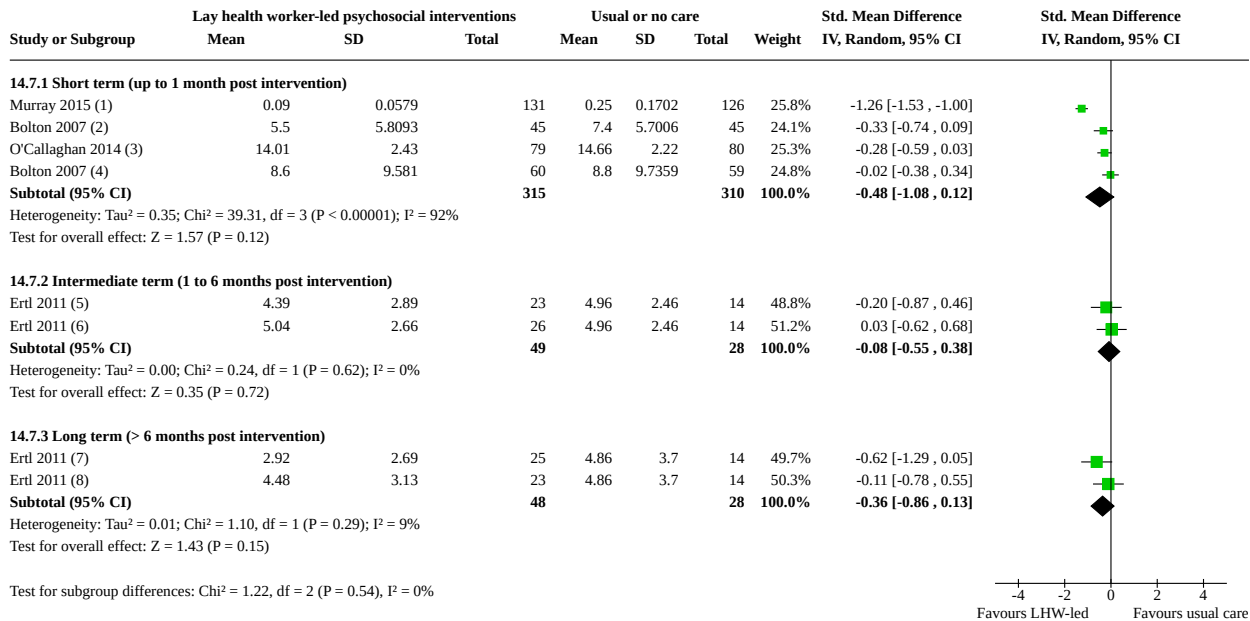 Lay health worker-led psychosocial interventions Usual or no care Std. Mean Difference Std. Mean Difference
Study or Subgroup Mean SD Total Mean SD Total Weight IV, Random, 95% CI IV, Random, 95% CI
14.7.1 Short term (up to 1 month post intervention)
Murray 2015 (1) 0.09 0.0579 131 0.25 0.1702 126 25.8% -1.26 [-1.53 , -1.00]
Bolton 2007 (2) 5.5 5.8093 45 7.4 5.7006 45 24.1% -0.33 [-0.74 , 0.09]
O'Callaghan 2014 (3) 14.01 2.43 79 14.66 2.22 80 25.3% -0.28 [-0.59 , 0.03]
Bolton 2007 (4) 8.6 9.581 60 8.8 9.7359 59 24.8% -0.02 [-0.38 , 0.34]
Subtotal (95% CI) 315 310 100.0% -0.48 [-1.08 , 0.12]
Heterogeneity: Tau² = 0.35; Chi² = 39.31, df = 3 (P < 0.00001); I² = 92%
Test for overall effect: Z = 1.57 (P = 0.12)
14.7.2 Intermediate term (1 to 6 months post intervention)
Ertl 2011 (5) 4.39 2.89 23 4.96 2.46 14 48.8% -0.20 [-0.87 , 0.46]
Ertl 2011 (6) 5.04 2.66 26 4.96 2.46 14 51.2% 0.03 [-0.62 , 0.68]
Subtotal (95% CI) 49 28 100.0% -0.08 [-0.55 , 0.38]
Heterogeneity: Tau² = 0.00; Chi² = 0.24, df = 1 (P = 0.62); I² = 0%
Test for overall effect: Z = 0.35 (P = 0.72)
14.7.3 Long term (> 6 months post intervention)
Ertl 2011 (7) 2.92 2.69 25 4.86 3.7 14 49.7% -0.62 [-1.29 , 0.05]
Ertl 2011 (8) 4.48 3.13 23 4.86 3.7 14 50.3% -0.11 [-0.78 , 0.55]
Subtotal (95% CI) 48 28 100.0% -0.36 [-0.86 , 0.13]
Heterogeneity: Tau² = 0.01; Chi² = 1.10, df = 1 (P = 0.29); I² = 9%
Test for overall effect: Z = 1.43 (P = 0.15)
Test for subgroup differences: Chi² = 1.22, df = 2 (P = 0.54), I² = 0%
-4 -2 0 2 4
Favours LHW-led Favours usual care